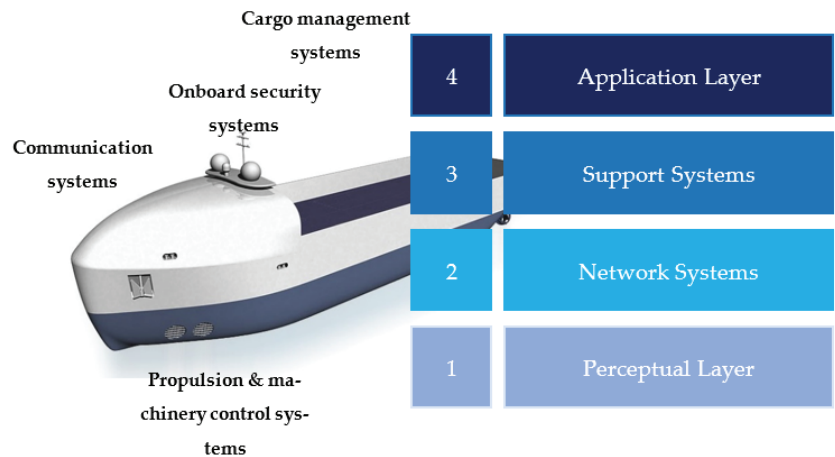 Cargo management
systems
Onboard security
systems
Communication
systems
Propulsion & ma-
chinery control sys-
tems
4
Application Layer
3
Support Systems
2
Network Systems
1
Perceptual Layer